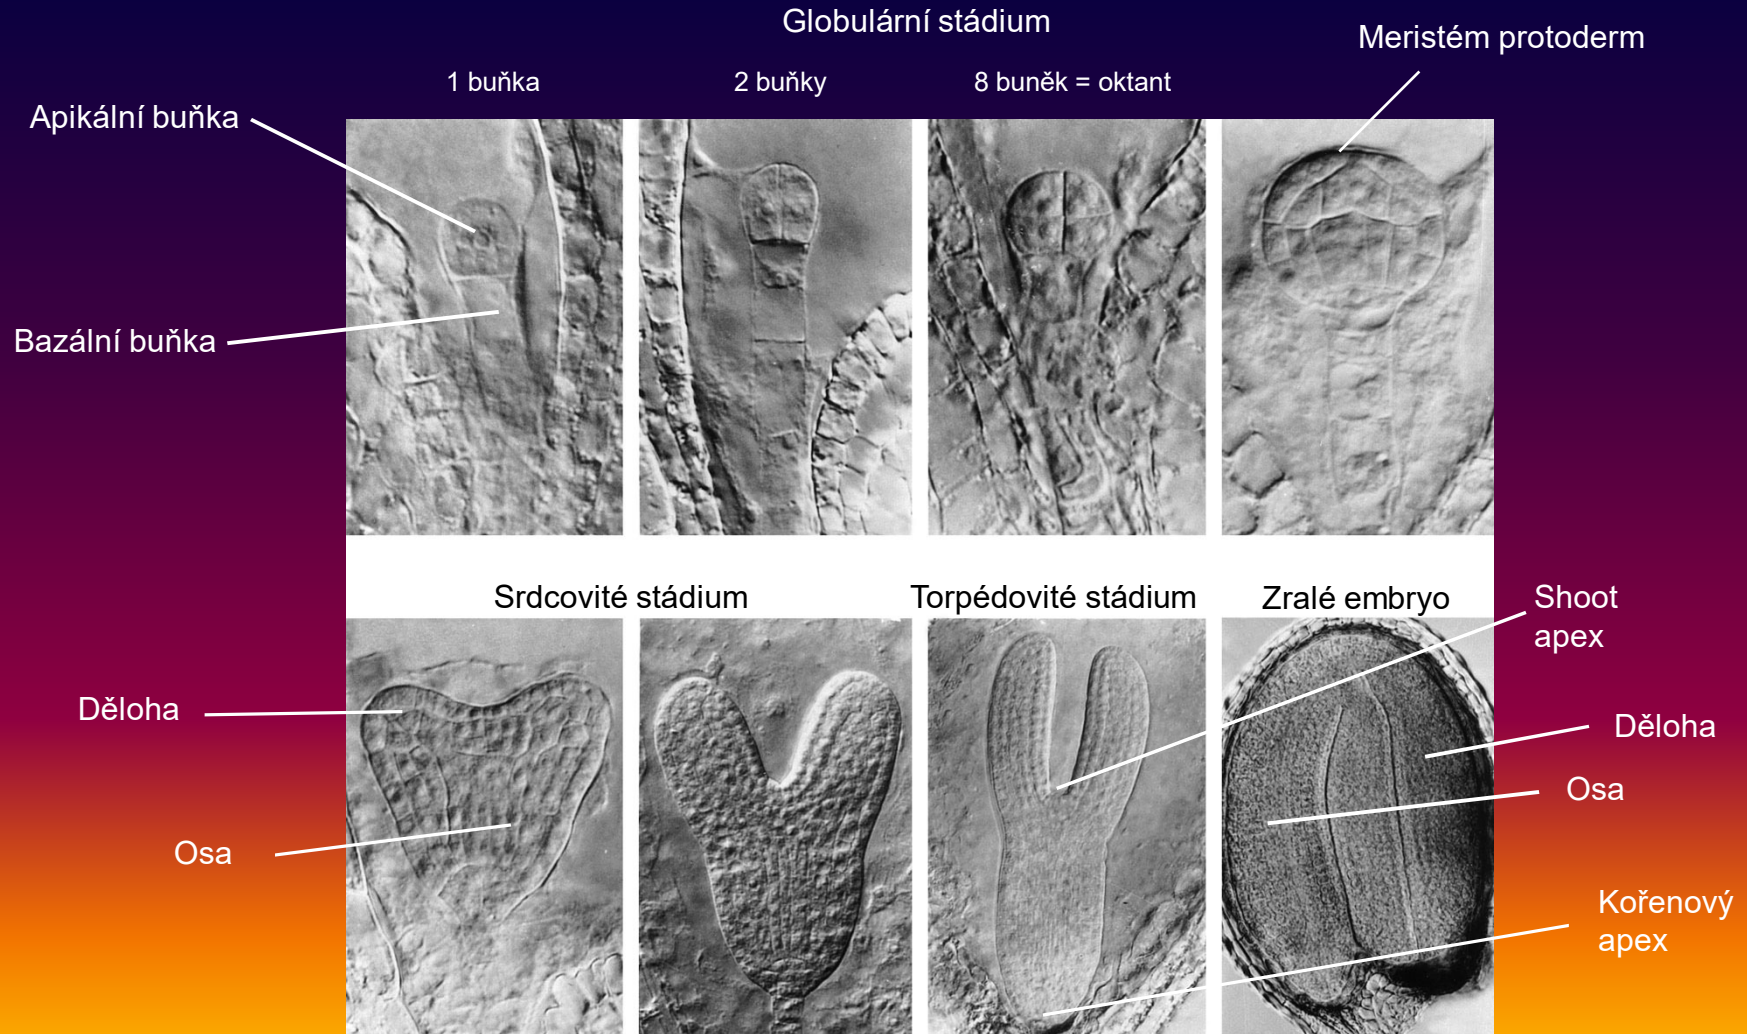 Globulární stádium
Meristém protoderm
1 buňka
2 buňky
8 buněk = oktant
Apikální buňka
Bazální buňka
Srdcovité stádium
Torpédovité stádium
Zralé embryo
Shoot
apex
Děloha
Děloha
Osa
Osa
Kořenový
apex